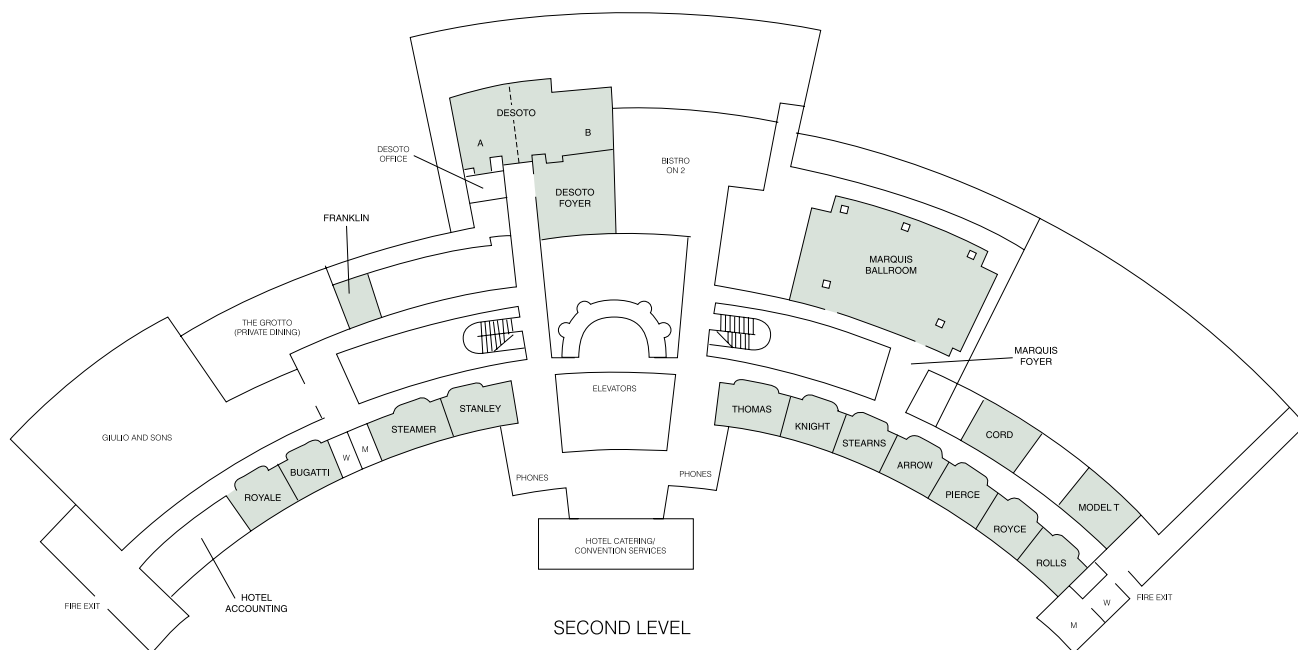 DESOTO
A
B
DESOTO
OFFICE
BISTRO
ON 2
DESOTO
FOYER
FRANKLIN
MARQUIS
BALLROOM
THE GROTTO
(PRIVATE DINING)
MARQUIS
FOYER
ELEVATORS
GIULIO AND SONS
STANLEY
STEAMER
W
M
BUGATTI
ROYALE
THOMAS
KNIGHT
STEARNS
ARROW
PIERCE
ROYCE
ROLLS
CORD
MODEL T
PHONES
PHONES
HOTEL CATERING/
CONVENTION SERVICES
HOTEL
ACCOUNTING
FIRE EXIT
FIRE EXIT
W
M
SECOND LEVEL